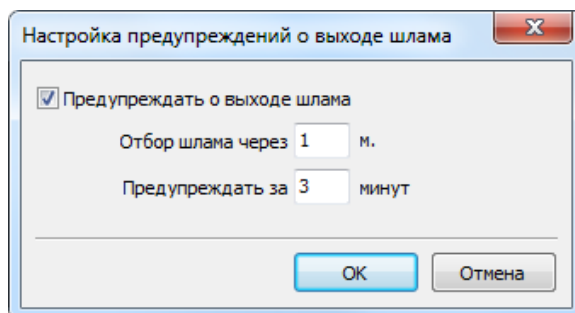 Настройка предупреждений о выходе шлама
Предупреждать о выходе шлама
Отбор шлама через 1 м.
Предупреждать за 3 минут
OK Отмена